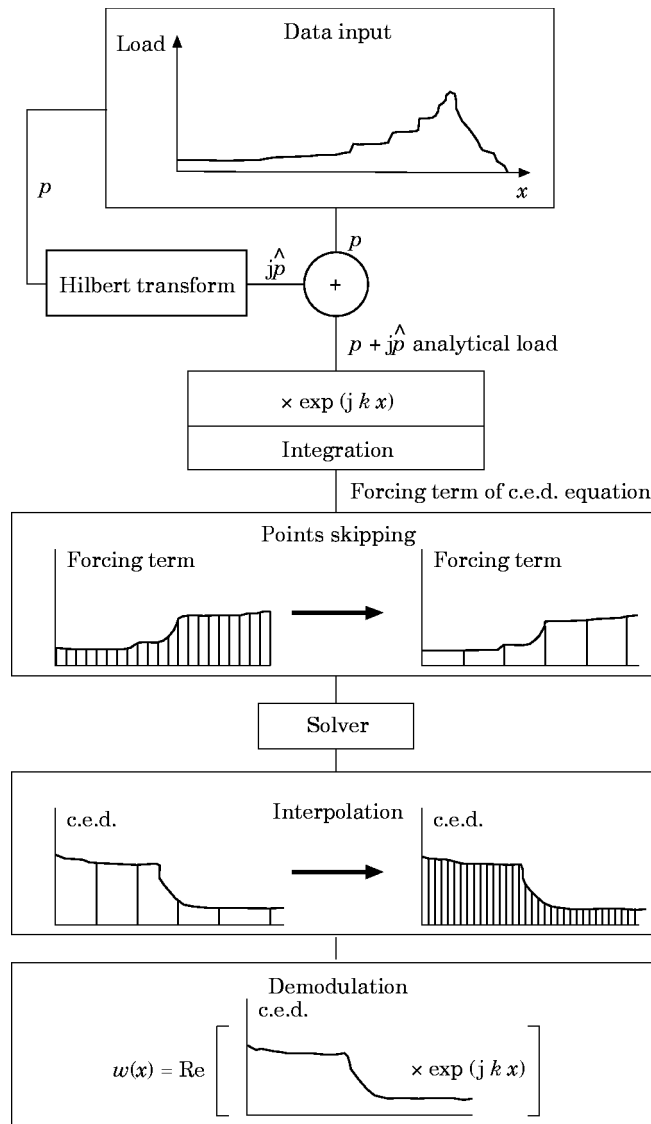 Data input
Load
x
p
p
Hilbert transform
jp̂
+
p + jp̂ analytical load
× exp (j k x)
Integration
Forcing term of c.e.d. equation
Points skipping
Forcing term
Forcing term
Solver
Interpolation
c.e.d.
c.e.d.
Demodulation
c.e.d.
w(x) = Re [ × exp (j k x) ]